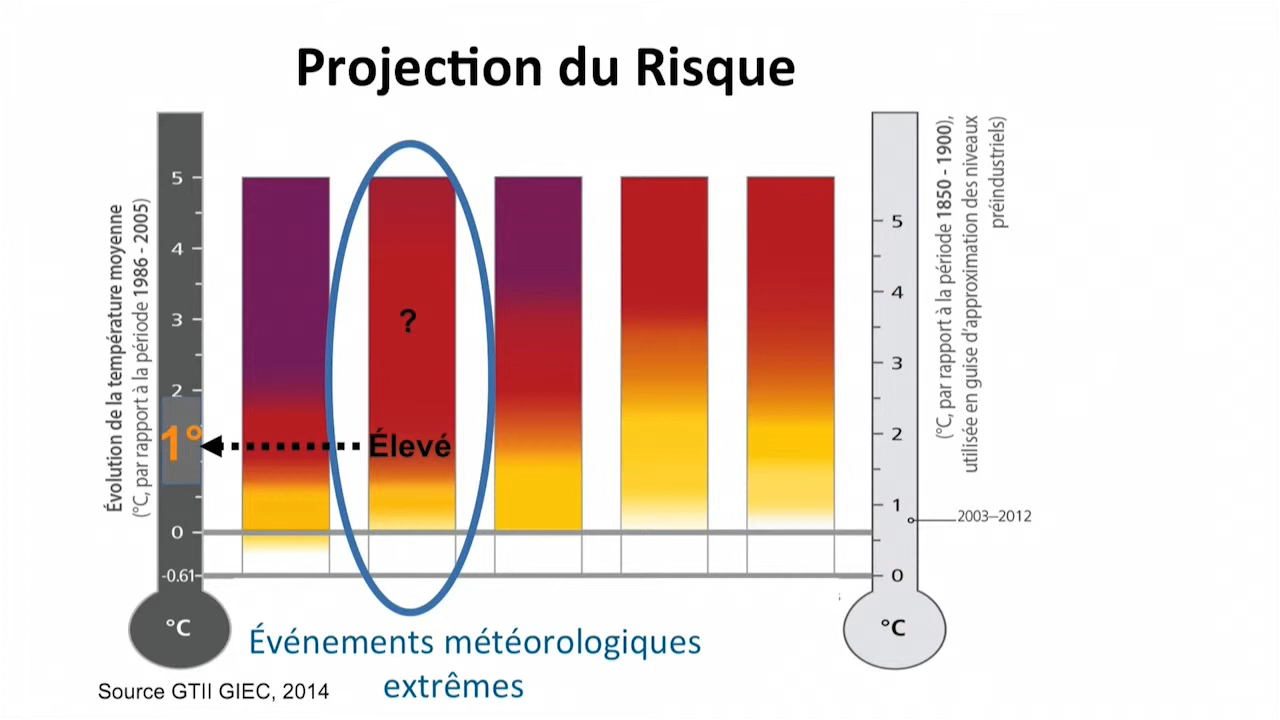 Projection du Risque
Évolution de la température moyenne
(°C, par rapport à la période 1986 - 2005)
5
4
3
2
1°
0
-0.61
°C
?
Élevé
5
4
3
2
1
0
°C
(°C, par rapport à la période 1850 - 1900),
utilisée en guise d'approximation des niveaux
préindustriels)
2003–2012
Événements météorologiques
extrêmes
Source GTII GIEC, 2014